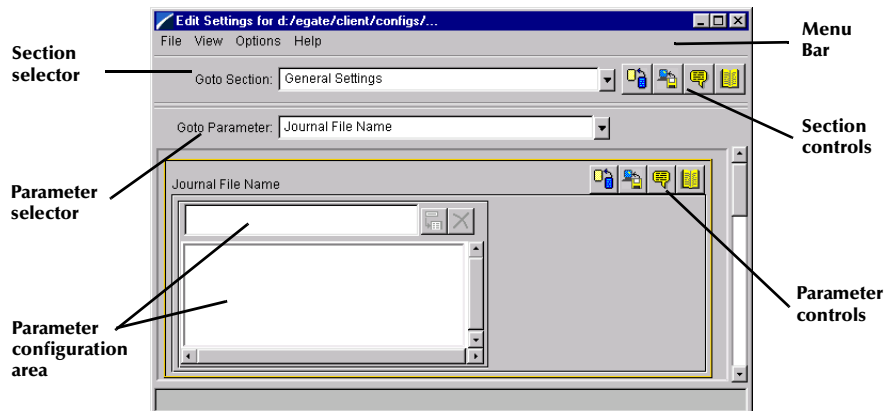 Edit Settings for d:/egate/client/configs/...
File View Options Help
Menu Bar
Section selector
Goto Section: General Settings
Section controls
Goto Parameter: Journal File Name
Parameter selector
Journal File Name
Parameter controls
Parameter configuration area